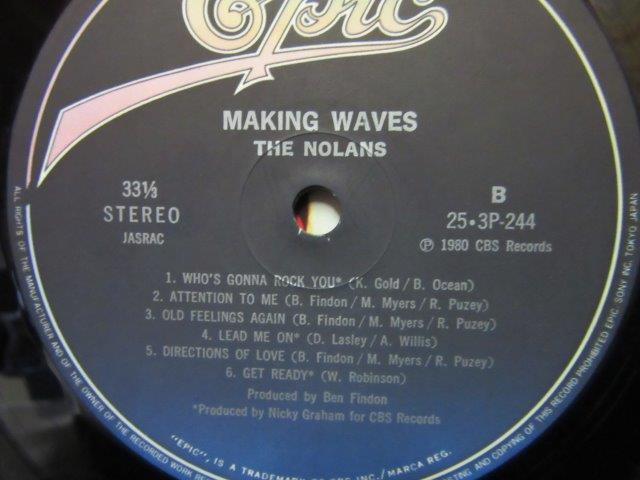 Epic
MAKING WAVES
THE NOLANS
33⅓
STEREO
JASRAC
B
25・3P-244
Ⓟ 1980 CBS Records
1. WHO'S GONNA ROCK YOU* (K. Gold / B. Ocean)
2. ATTENTION TO ME (B. Findon / M. Myers / R. Puzey)
3. OLD FEELINGS AGAIN (B. Findon / M. Myers / R. Puzey)
4. LEAD ME ON* (D. Lasley / A. Willis)
5. DIRECTIONS OF LOVE (B. Findon / M. Myers / R. Puzey)
6. GET READY* (W. Robinson)
Produced by Ben Findon
*Produced by Nicky Graham for CBS Records
ALL RIGHTS OF THE MANUFACTURER AND OF THE OWNER OF THE RECORDED WORK
"EPIC", IS A TRADEMARK OF CBS INC./MARCA REG.
AND COPYING OF THIS RECORD PROHIBITED EPIC. SONY INC. TOKYO JAPAN